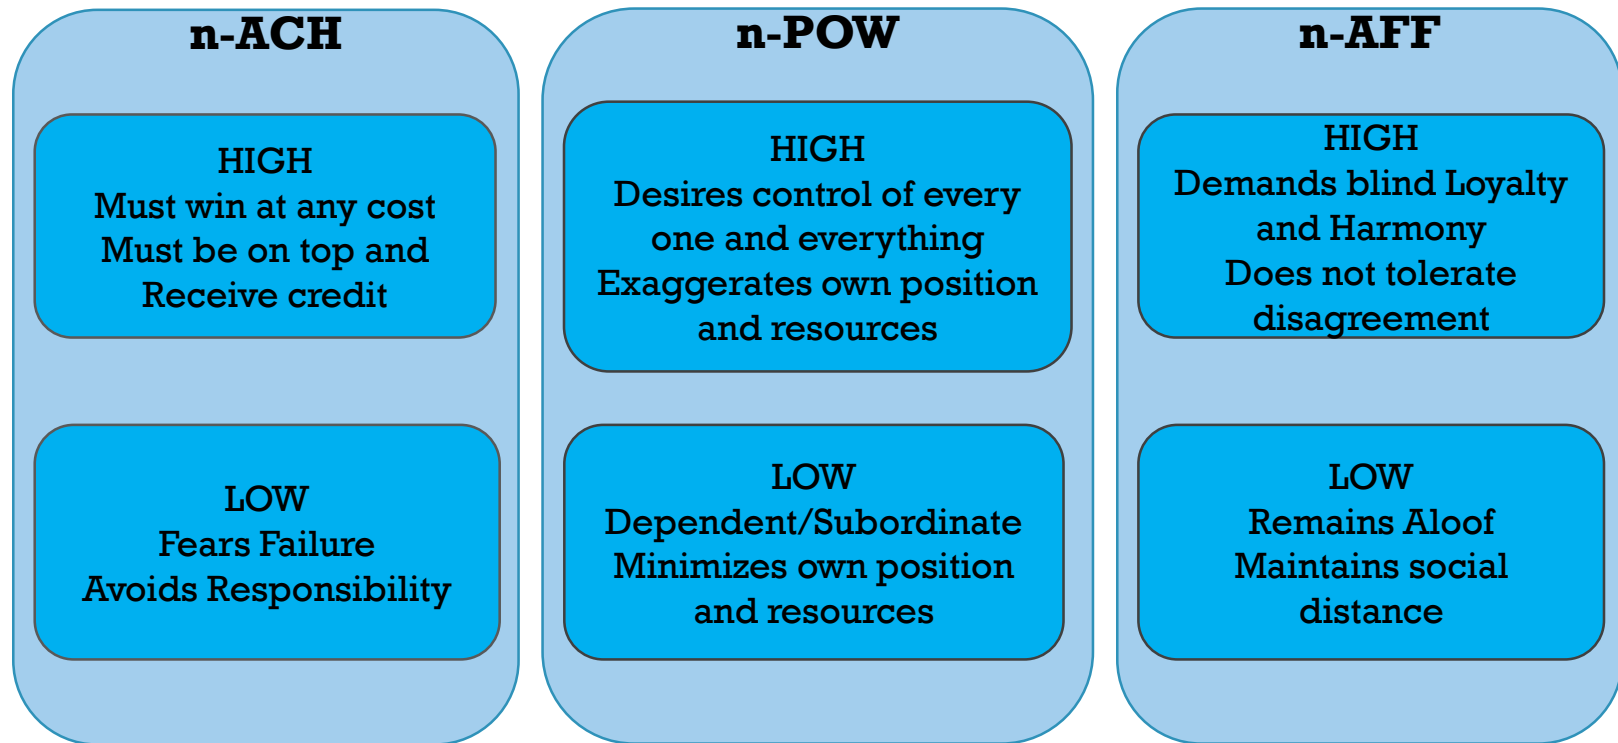 n-ACH
HIGH
Must win at any cost
Must be on top and
Receive credit
LOW
Fears Failure
Avoids Responsibility
n-POW
HIGH
Desires control of every
one and everything
Exaggerates own position
and resources
LOW
Dependent/Subordinate
Minimizes own position
and resources
n-AFF
HIGH
Demands blind Loyalty
and Harmony
Does not tolerate
disagreement
LOW
Remains Aloof
Maintains social
distance